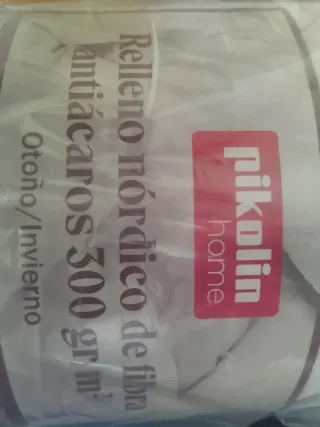 pikolin
home
Relleno nórdico de fibra
antiácaros 300 gr/m²
Otoño/Invierno